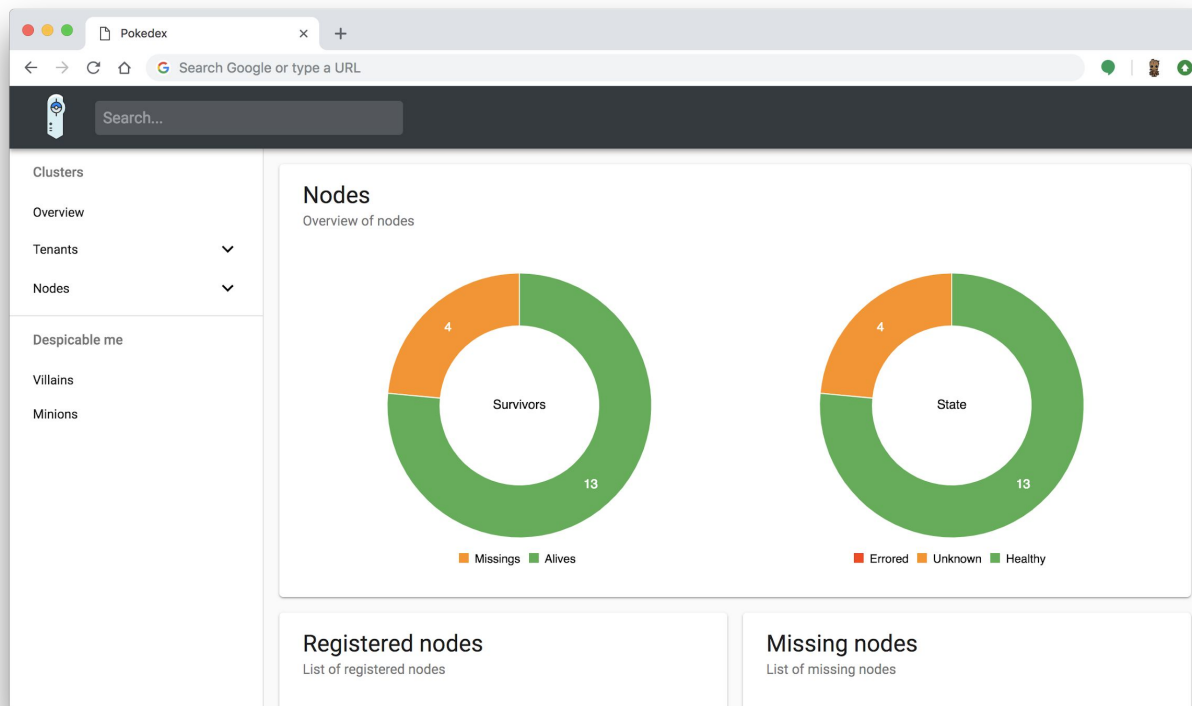 Pokedex
Search Google or type a URL
Search...
Clusters
Overview
Tenants
Nodes
Despicable me
Villains
Minions
Nodes
Overview of nodes
4
Survivors
13
Missings Alives
4
State
13
Errored Unknown Healthy
Registered nodes
List of registered nodes
Missing nodes
List of missing nodes